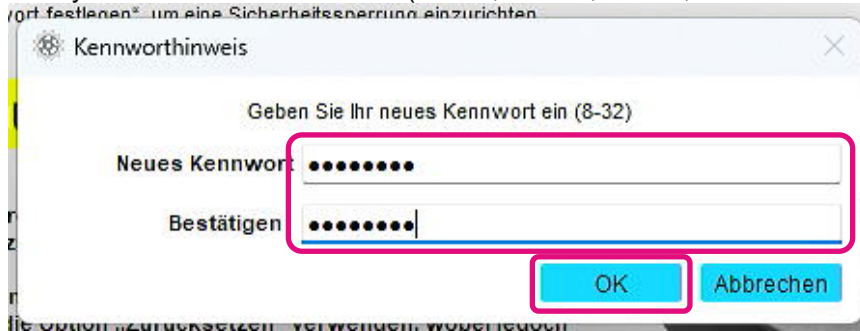 wort festlegen", um eine Sicherheitssperrung einzurichten
Kennworthinweis
Geben Sie Ihr neues Kennwort ein (8-32)
Neues Kennwort ••••••••
Bestätigen ••••••••
OK Abbrechen
die Option „Zurücksetzen" verwenden, wobei jedoch